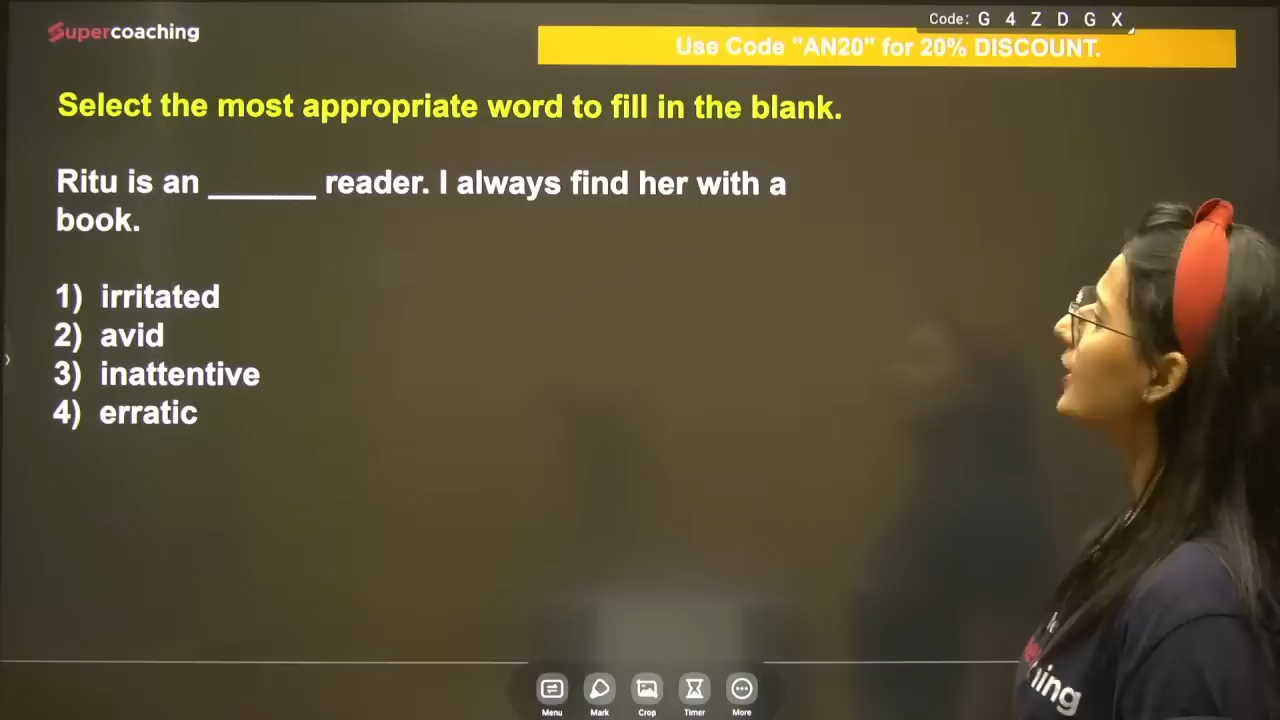 Supercoaching
Code: G 4 Z D G X
Use Code "AN20" for 20% DISCOUNT.
Select the most appropriate word to fill in the blank.
Ritu is an ______ reader. I always find her with a
book.
1) irritated
2) avid
3) inattentive
4) erratic
Menu Mark Crop Timer More